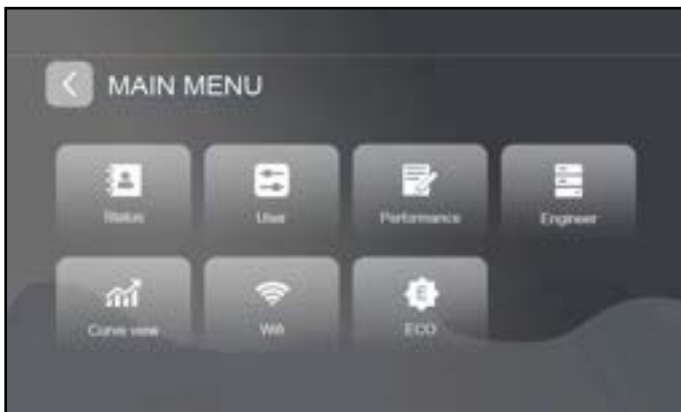 MAIN MENU
Status
User
Performance
Engineer
Curve view
Wifi
E
ECO